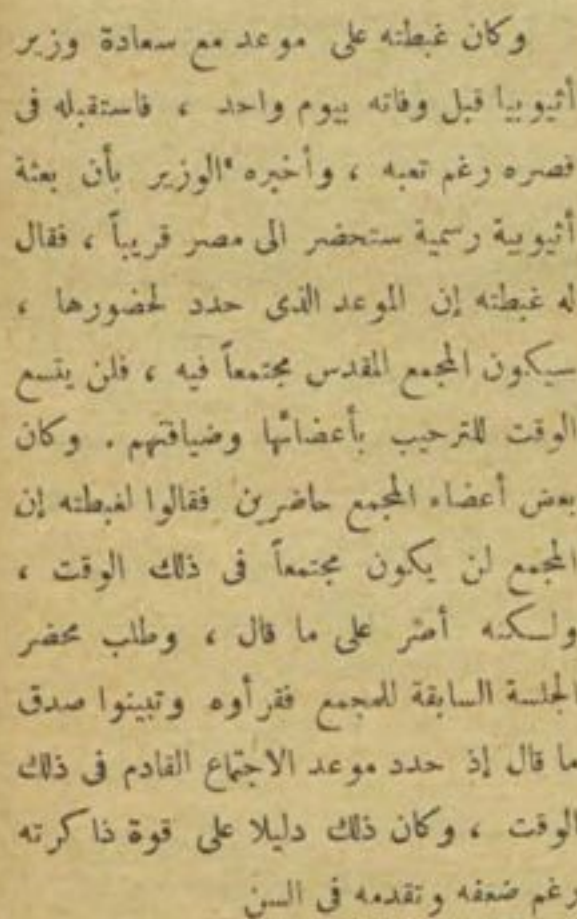 وكان غبطته على موعد مع سعادة وزير
أثيوبيا قبل وفاته بيوم واحد ، فاستقبله فى
قصره رغم تعبه ، وأخبره الوزير بأن بعثة
أثيوبية رسمية ستحضر الى مصر قريباً ، فقال
له غبطته إن الموعد الذى حدد لحضورها ،
سيكون المجمع المقدس مجتمعاً فيه ، فلن يتسع
الوقت للترحيب بأعضائها وضيافتهم . وكان
بعض أعضاء المجمع حاضرين فقالوا لغبطته إن
المجمع لن يكون مجتمعاً فى ذلك الوقت ،
ولكنه أصر على ما قال ، وطلب محضر
الجلسة السابقة للمجمع فقرأوه وتبينوا صدق
ما قال إذ حدد موعد الاجتماع القادم فى ذلك
الوقت ، وكان ذلك دليلا على قوة ذاكرته
رغم ضعفه وتقدمه فى السن